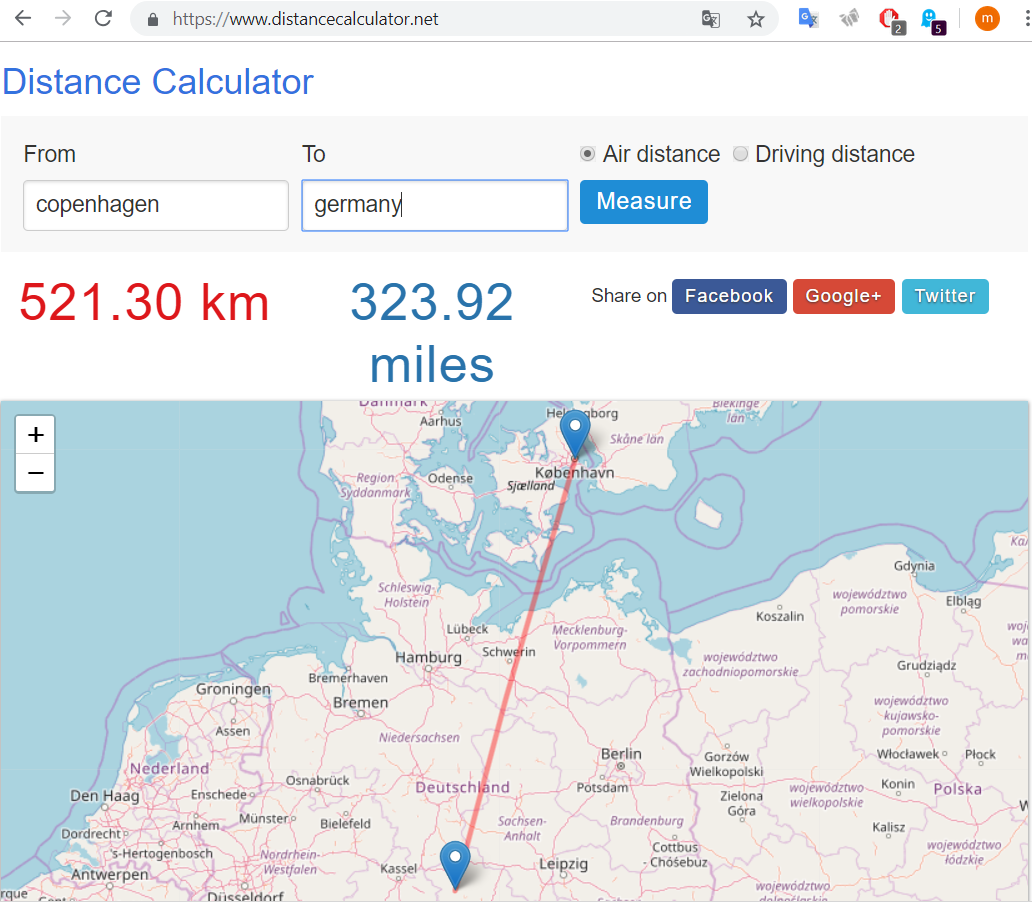 https://www.distancecalculator.net
2
5
m
Distance Calculator
From To Air distance Driving distance
copenhagen germany Measure
521.30 km 323.92 miles
Share on Facebook Google+ Twitter
+
−
Danmark
Aarhus
Helsingborg
Blekinge län
Skåne län
Region Syddanmark
Odense
København
Sjælland
Gdynia
Schleswig-
Holstein
województwo
pomorskie
Elbląg
Koszalin
Lübeck
Mecklenburg-
Vorpommern
Schwerin
Hamburg
województwo
zachodniopomorskie
Grudziądz
Bremerhaven
Groningen
Bremen
województwo
kujawsko-
pomorskie
Assen
Niedersachsen
Berlin
Gorzów
Wielkopolski
Włocławek
Płock
Nederland
Osnabrück
Deutschland
Potsdam
Konin
Polska
Den Haag
Enschede
Zielona
Góra
województwo
wielkopolskie
Münster
Bielefeld
Sachsen-
Anhalt
Brandenburg
Arnhem
Kalisz
Dordrecht
's-Hertogenbosch
Cottbus
- Chóśebuz
województwo
łódzkie
Nordrhein-
Westfalen
Kassel
Leipzig
Antwerpen
województwo
dolnośląskie
Düsseldorf
rque